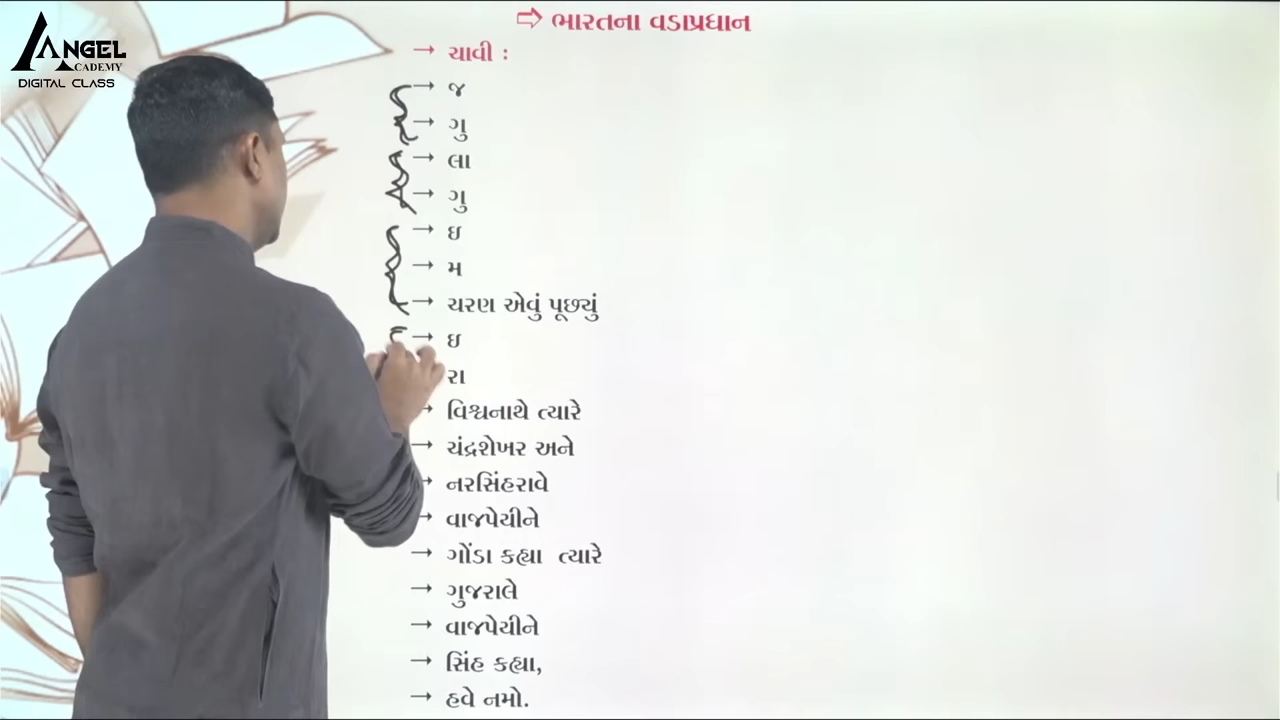 ANGEL
ACADEMY
DIGITAL CLASS
⇨ ભારતના વડાપ્રધાન
→ ચાવી :
→ જ
→ ગુ
→ લા
→ ગુ
→ ઇ
→ મ
→ ચરણ એવું પૂછ્યું
→ ઇ
રા
→ વિશ્વનાથે ત્યારે
→ ચંદ્રશેખર અને
→ નરસિંહરાવે
→ વાજપેયીને
→ ગોંડા કહ્યા ત્યારે
→ ગુજરાલે
→ વાજપેયીને
→ સિંહ કહ્યા,
→ હવે નમો.